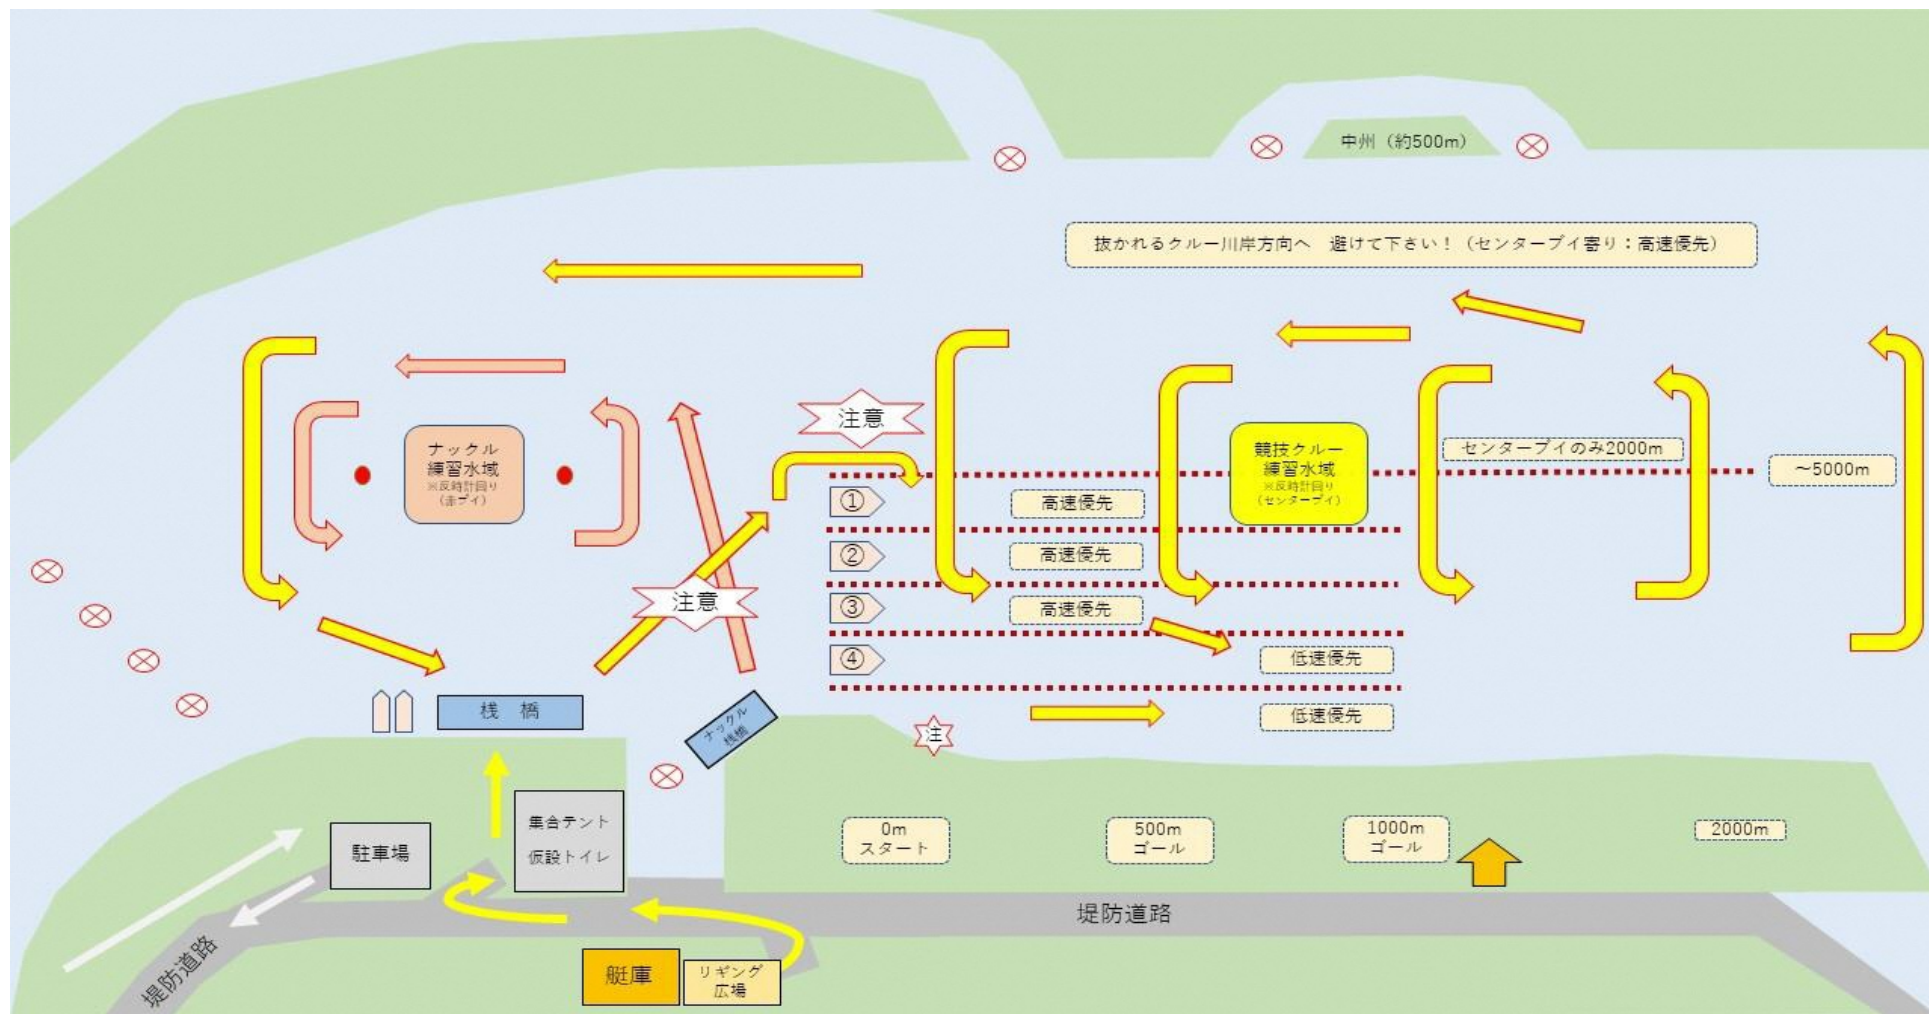 中州（約500m）
抜かれるクルー川岸方向へ　避けて下さい！（センターブイ寄り：高速優先）
注意
ナックル
練習水域
※反時計回り
（赤ブイ）
競技クルー
練習水域
※反時計回り
（センターブイ）
センターブイのみ2000m
～5000m
①
高速優先
②
高速優先
注意
③
高速優先
④
低速優先
桟　橋
ナックル
桟橋
注
低速優先
集合テント
仮設トイレ
駐車場
0m
スタート
500m
ゴール
1000m
ゴール
2000m
堤防道路
堤防道路
艇庫
リギング
広場